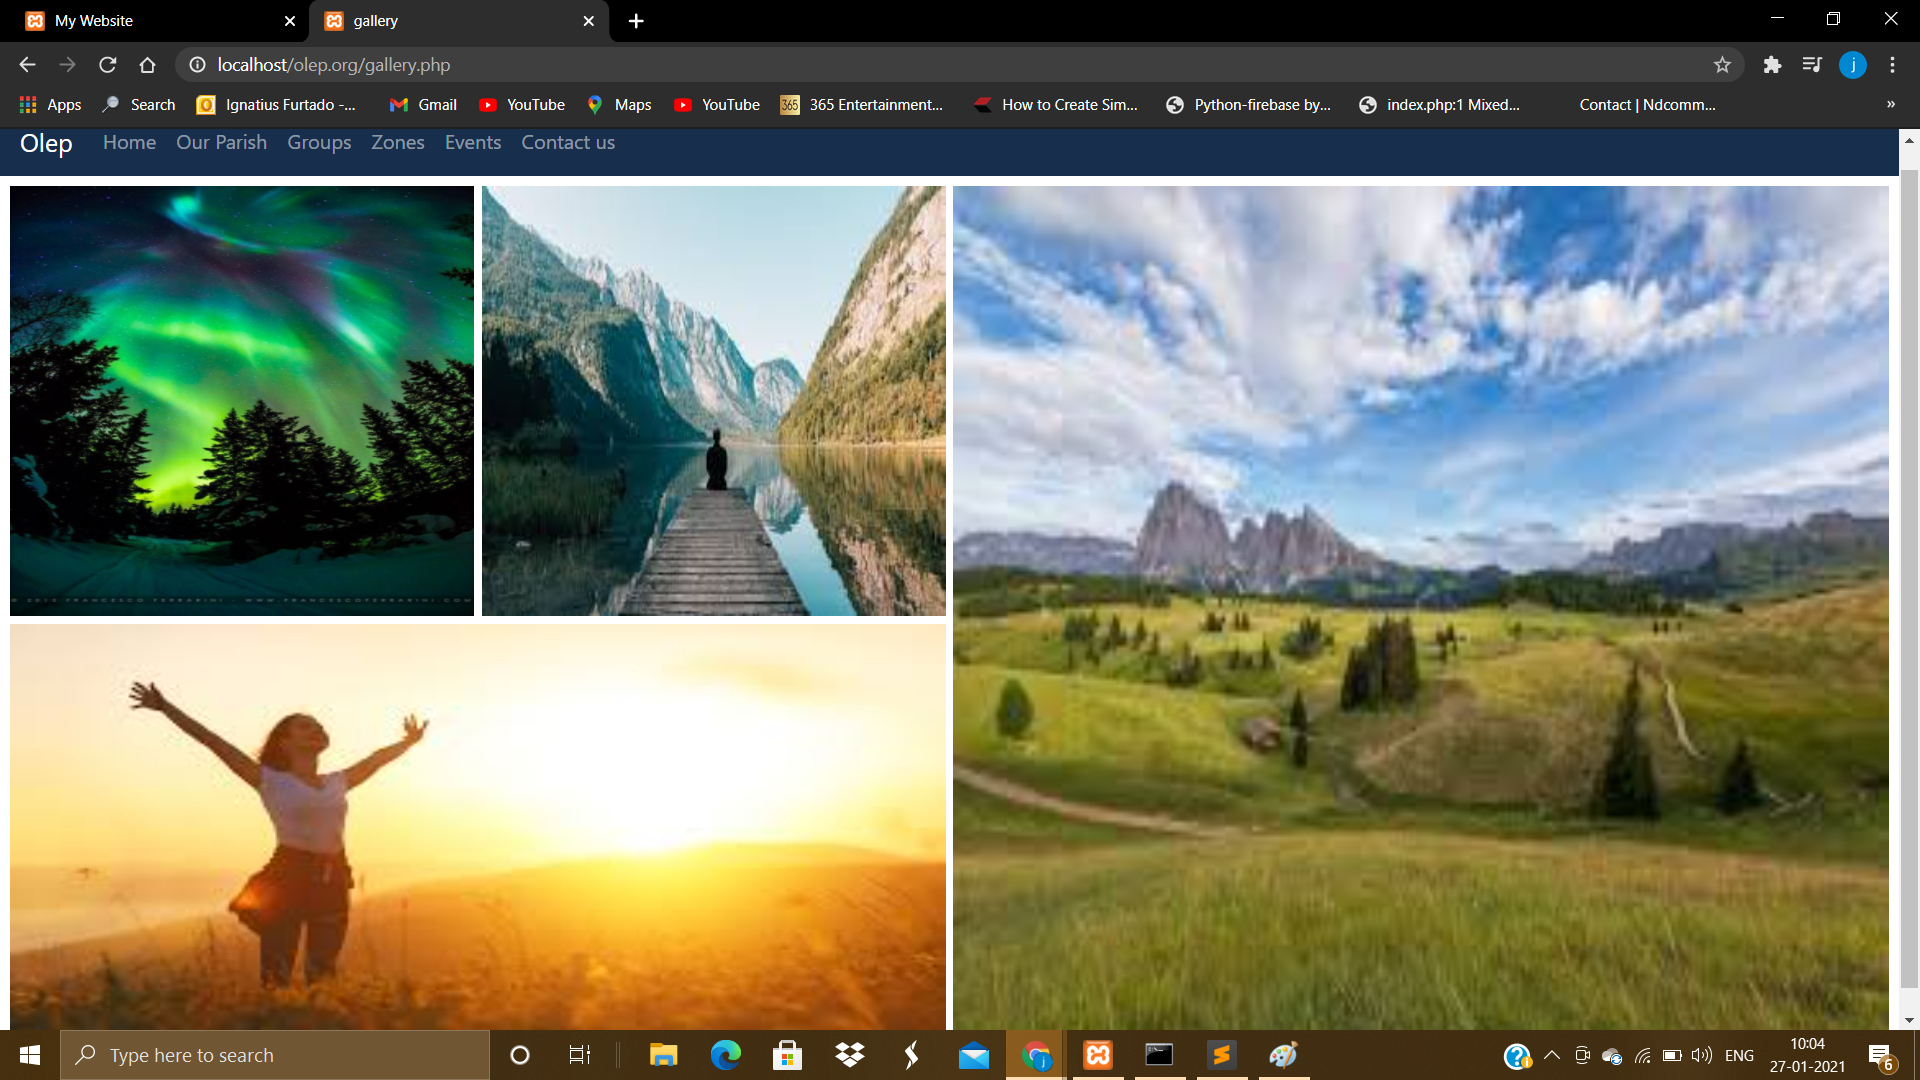 My Website
gallery
localhost/olep.org/gallery.php
Apps Search Ignatius Furtado -... Gmail YouTube Maps YouTube 365 Entertainment... How to Create Sim... Python-firebase by... index.php:1 Mixed... Contact | Ndcomm... »
Olep Home Our Parish Groups Zones Events Contact us
Type here to search
ENG
10:04
27-01-2021
6